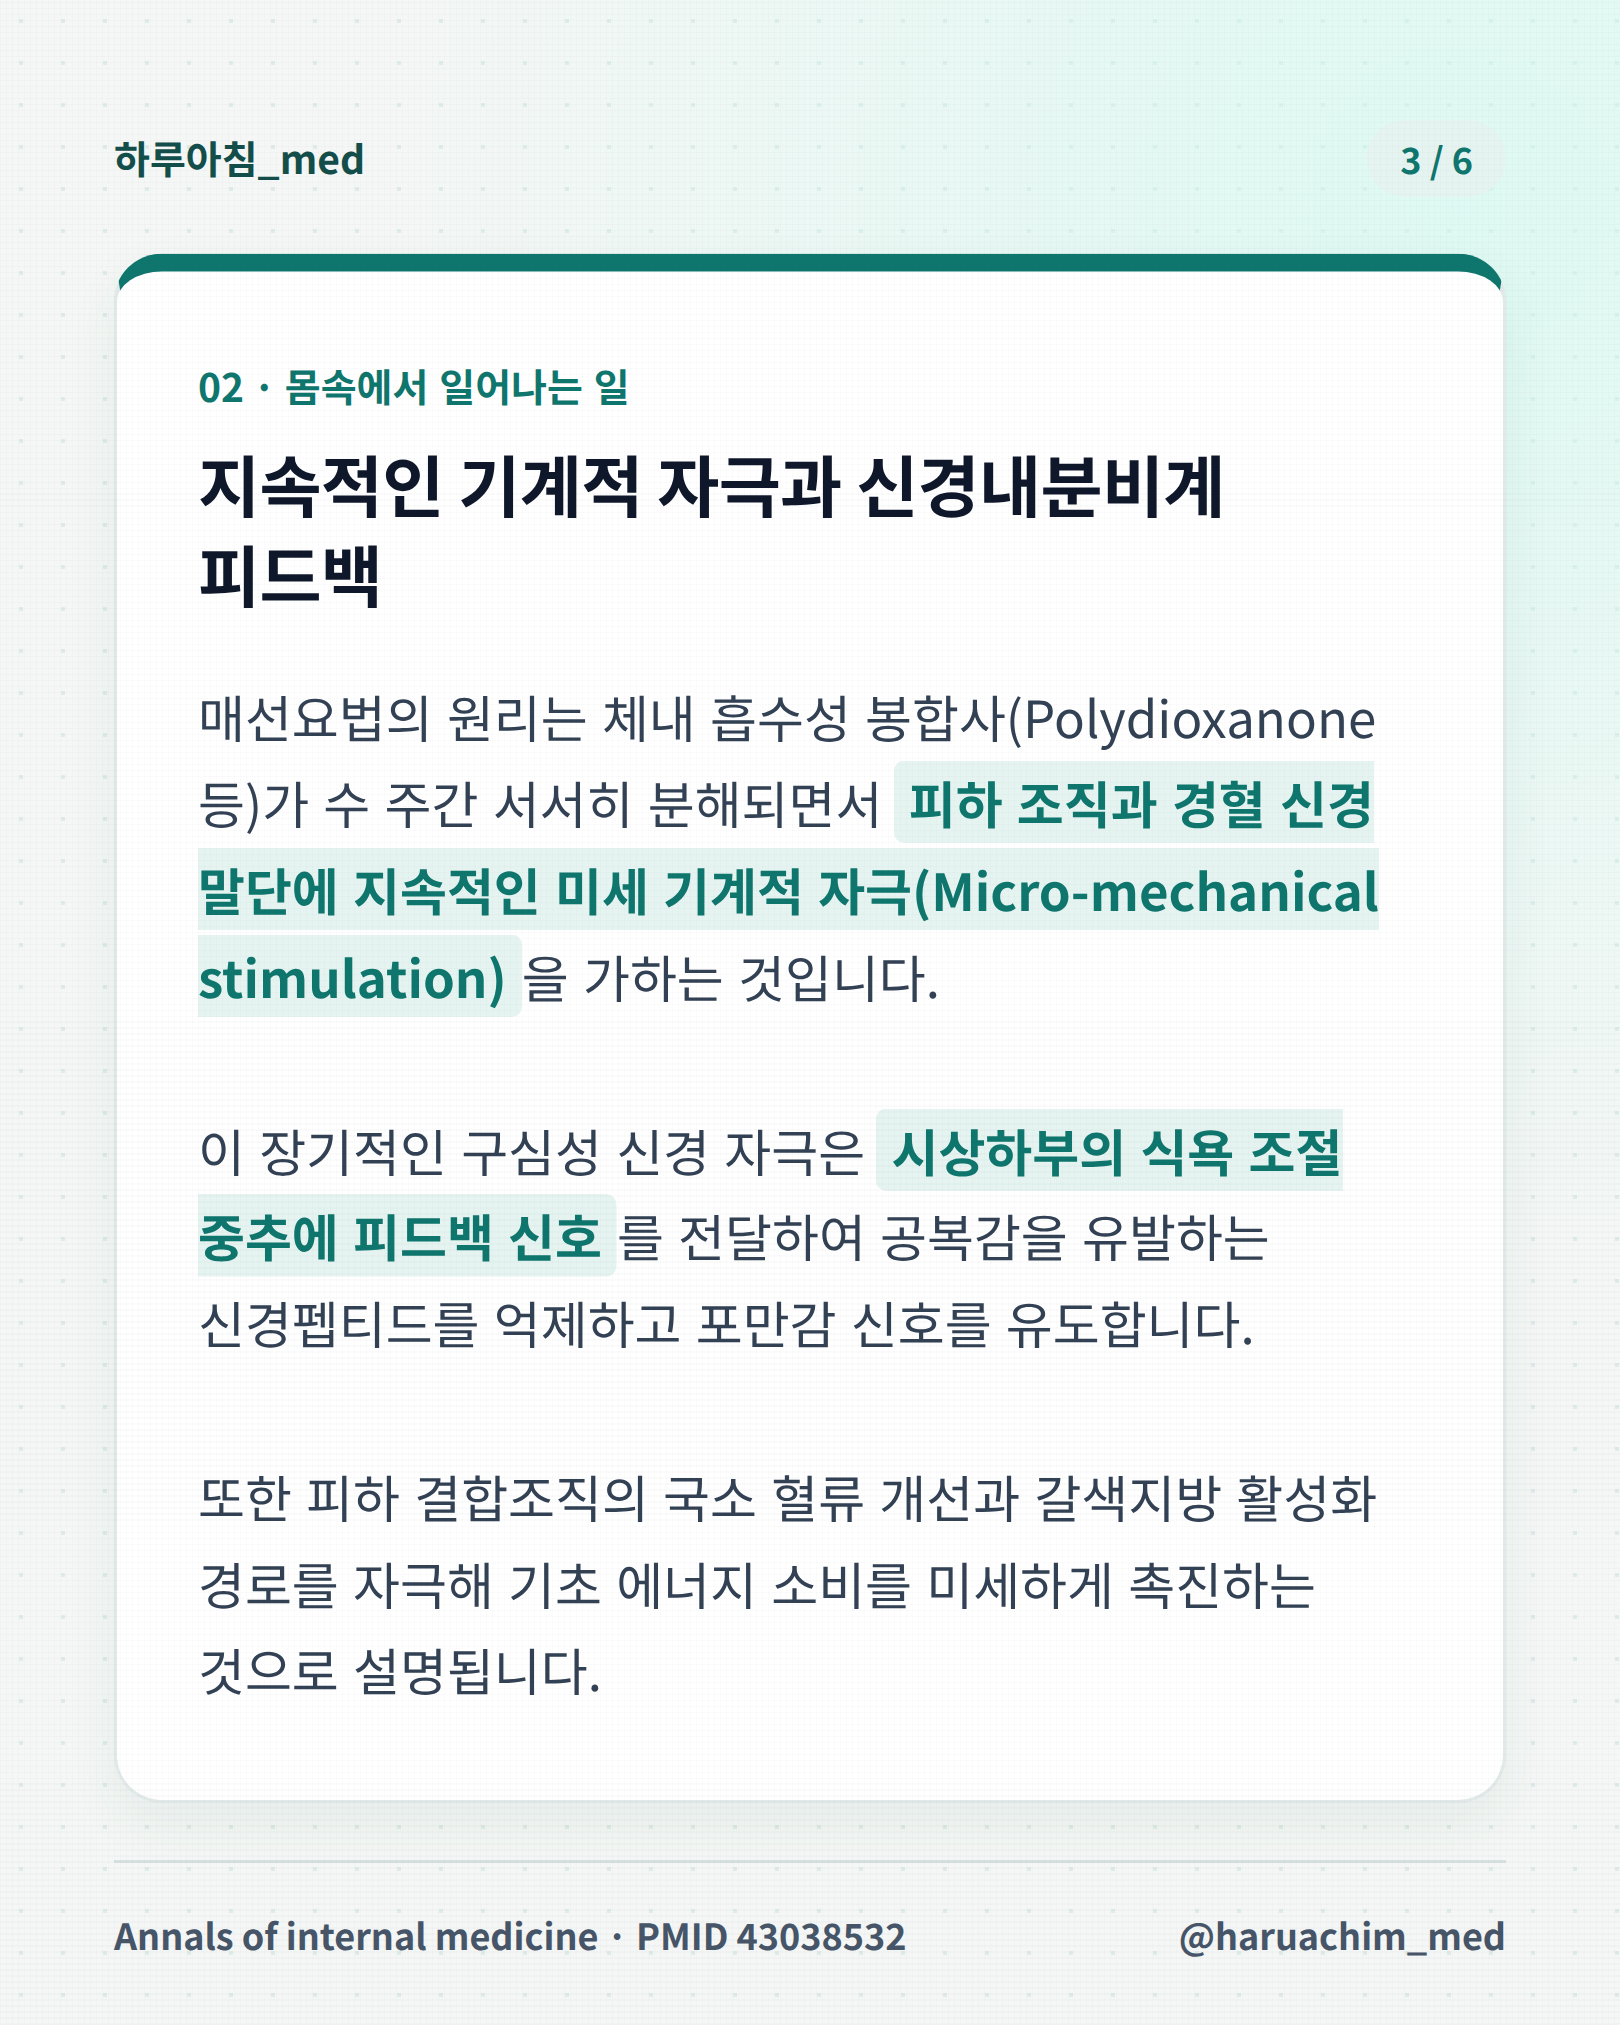 하루아침_med
3 / 6
02 · 몸속에서 일어나는 일
지속적인 기계적 자극과 신경내분비계
피드백
매선요법의 원리는 체내 흡수성 봉합사(Polydioxanone
등)가 수 주간 서서히 분해되면서 피하 조직과 경혈 신경
말단에 지속적인 미세 기계적 자극(Micro-mechanical
stimulation)을 가하는 것입니다.
이 장기적인 구심성 신경 자극은 시상하부의 식욕 조절
중추에 피드백 신호를 전달하여 공복감을 유발하는
신경펩티드를 억제하고 포만감 신호를 유도합니다.
또한 피하 결합조직의 국소 혈류 개선과 갈색지방 활성화
경로를 자극해 기초 에너지 소비를 미세하게 촉진하는
것으로 설명됩니다.
Annals of internal medicine · PMID 43038532
@haruachim_med